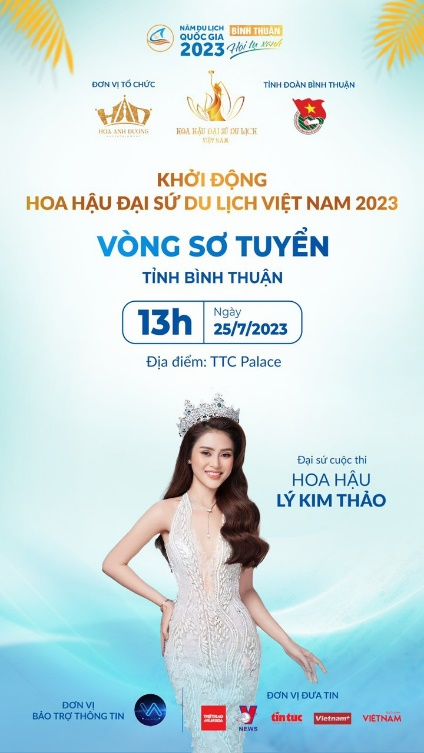 NĂM DU LỊCH
QUỐC GIA
2023
BÌNH THUẬN
Hội tụ xanh
ĐƠN VỊ TỔ CHỨC
TỈNH ĐOÀN BÌNH THUẬN
HOA ANH DUONG
HOA HẬU ĐẠI SỨ DU LỊCH
VIỆT NAM
KHỞI ĐỘNG
HOA HẬU ĐẠI SỨ DU LỊCH VIỆT NAM 2023
VÒNG SƠ TUYỂN
TỈNH BÌNH THUẬN
13h
Ngày
25/7/2023
Địa điểm: TTC Palace
Đại sứ cuộc thi
HOA HẬU
LÝ KIM THẢO
ĐƠN VỊ
BẢO TRỢ THÔNG TIN
ĐƠN VỊ ĐƯA TIN
NEWS
tin tuc
Vietnam+
VIETNAM